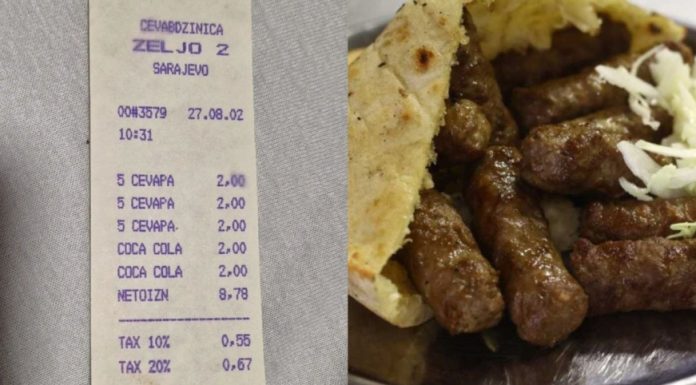 CEVABDZINICA
ZELJO 2
SARAJEVO
00#3579 27.08.02
10:31
5 CEVAPA 2,00
5 CEVAPA 2,00
5 CEVAPA 2,00
COCA COLA 2,00
COCA COLA 2,00
NETOIZN 8,78
TAX 10% 0,55
TAX 20% 0,67